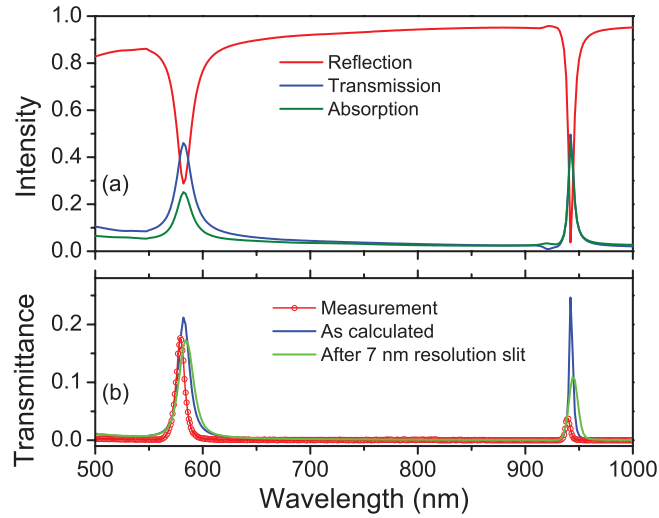 1.0
0.8
0.6
0.4
0.2
0.0
Intensity
Reflection
Transmission
Absorption
(a)
0.2
0.1
0.0
Transmittance
Measurement
As calculated
After 7 nm resolution slit
(b)
500 600 700 800 900 1000
Wavelength (nm)